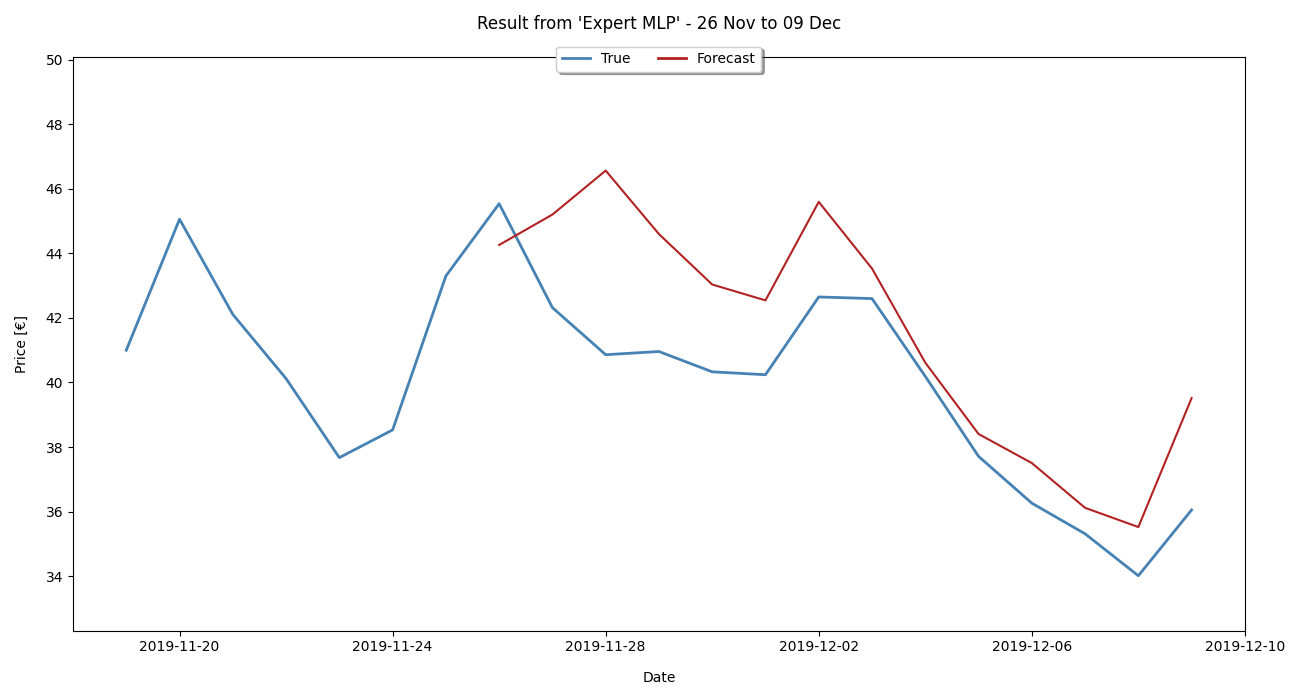 Result from 'Expert MLP' - 26 Nov to 09 Dec
True Forecast
50
48
46
44
42
40
38
36
34
Price [€]
2019-11-20 2019-11-24 2019-11-28 2019-12-02 2019-12-06 2019-12-10
Date